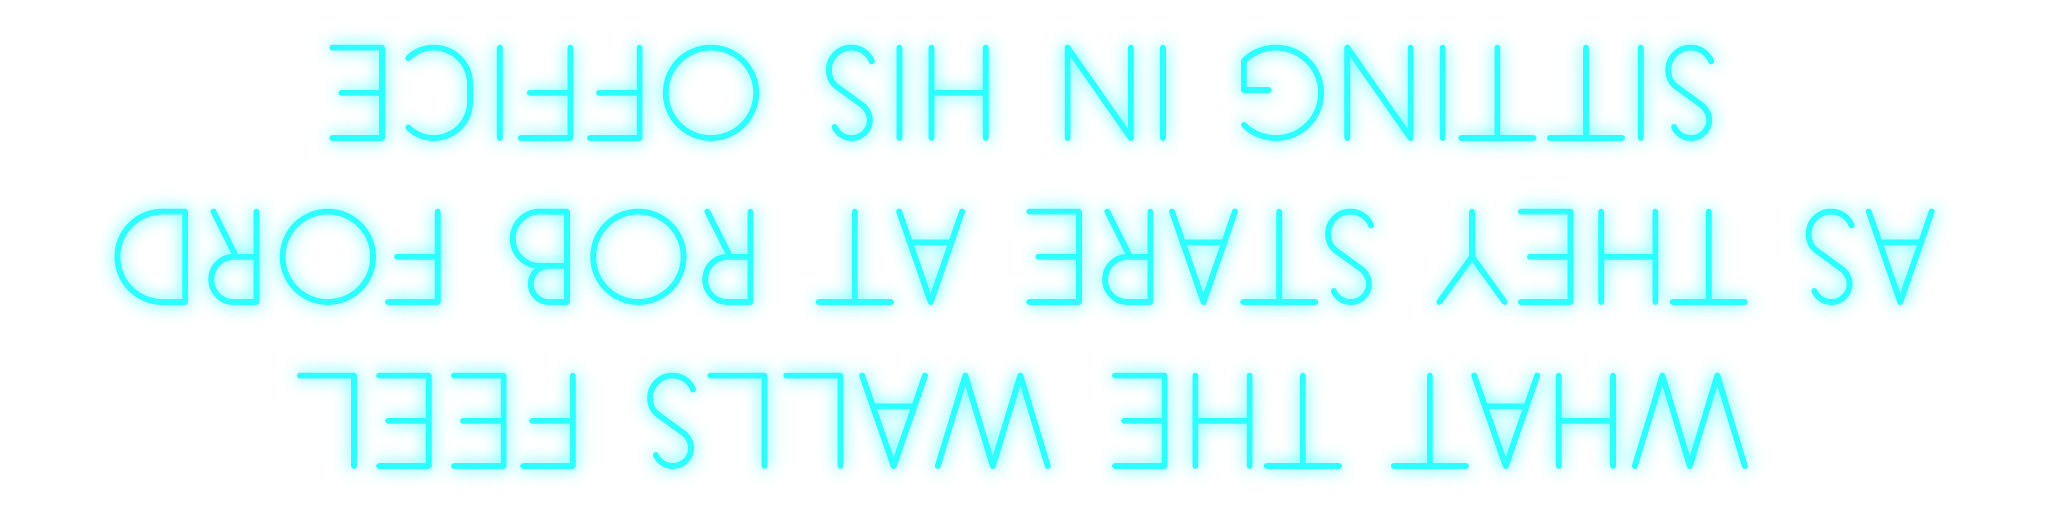 WHAT THE WALLS FEEL
AS THEY STARE AT ROB FORD
SITTING IN HIS OFFICE